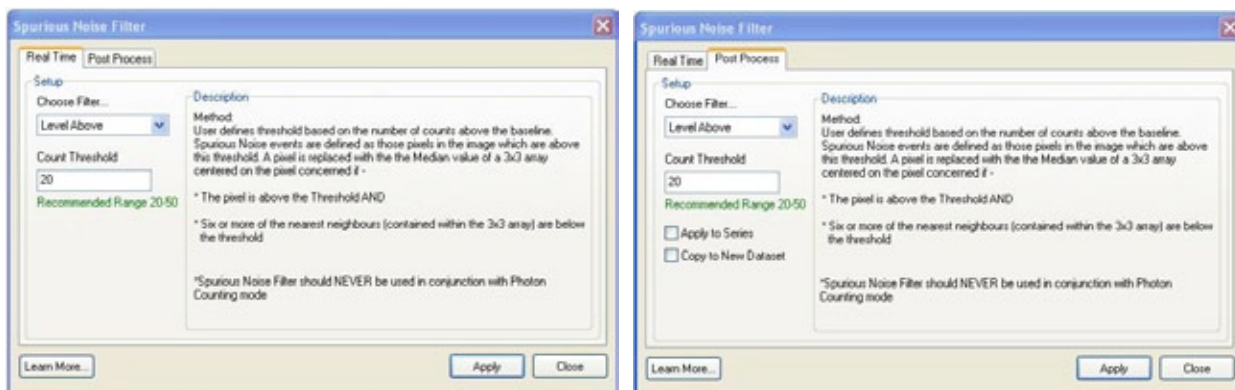 Spurious Noise Filter
Real Time Post Process
Setup
Choose Filter...
Level Above
Count Threshold
20
Recommended Range 20-50
Description
Method:
User defines threshold based on the number of counts above the baseline.
Spurious Noise events are defined as those pixels in the image which are above
this threshold. A pixel is replaced with the the Median value of a 3x3 array
centered on the pixel concerned if -
* The pixel is above the Threshold AND
* Six or more of the nearest neighbours (contained within the 3x3 array) are below
the threshold
*Spurious Noise Filter should NEVER be used in conjunction with Photon
Counting mode
Learn More... Apply Close
Spurious Noise Filter
Real Time Post Process
Setup
Choose Filter...
Level Above
Count Threshold
20
Recommended Range 20-50
Apply to Series
Copy to New Dataset
Description
Method:
User defines threshold based on the number of counts above the baseline.
Spurious Noise events are defined as those pixels in the image which are above
this threshold. A pixel is replaced with the the Median value of a 3x3 array
centered on the pixel concerned if -
* The pixel is above the Threshold AND
* Six or more of the nearest neighbours (contained within the 3x3 array) are below
the threshold
*Spurious Noise Filter should NEVER be used in conjunction with Photon
Counting mode
Learn More... Apply Close